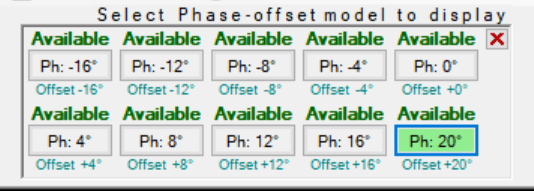 Select Phase-offset model to display
Available Available Available Available Available
Ph: -16° Ph: -12° Ph: -8° Ph: -4° Ph: 0°
Offset -16° Offset -12° Offset -8° Offset -4° Offset +0°
Available Available Available Available Available
Ph: 4° Ph: 8° Ph: 12° Ph: 16° Ph: 20°
Offset +4° Offset +8° Offset +12° Offset +16° Offset +20°